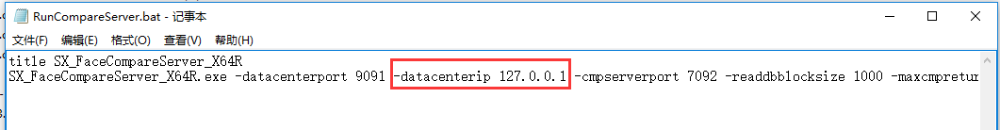 RunCompareServer.bat - 记事本
文件(F) 编辑(E) 格式(O) 查看(V) 帮助(H)
title SX_FaceCompareServer_X64R
SX_FaceCompareServer_X64R.exe -datacenterport 9091 -datacenterip 127.0.0.1 -cmpserverport 7092 -readdbblocksize 1000 -maxcmpretur